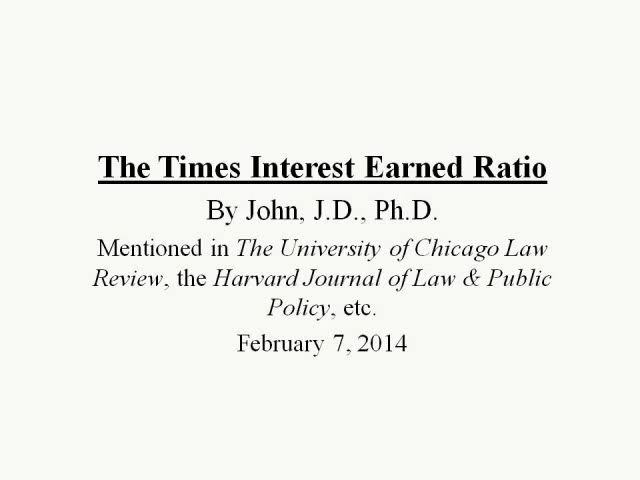 The Times Interest Earned Ratio
By John, J.D., Ph.D.
Mentioned in The University of Chicago Law
Review, the Harvard Journal of Law & Public
Policy, etc.
February 7, 2014